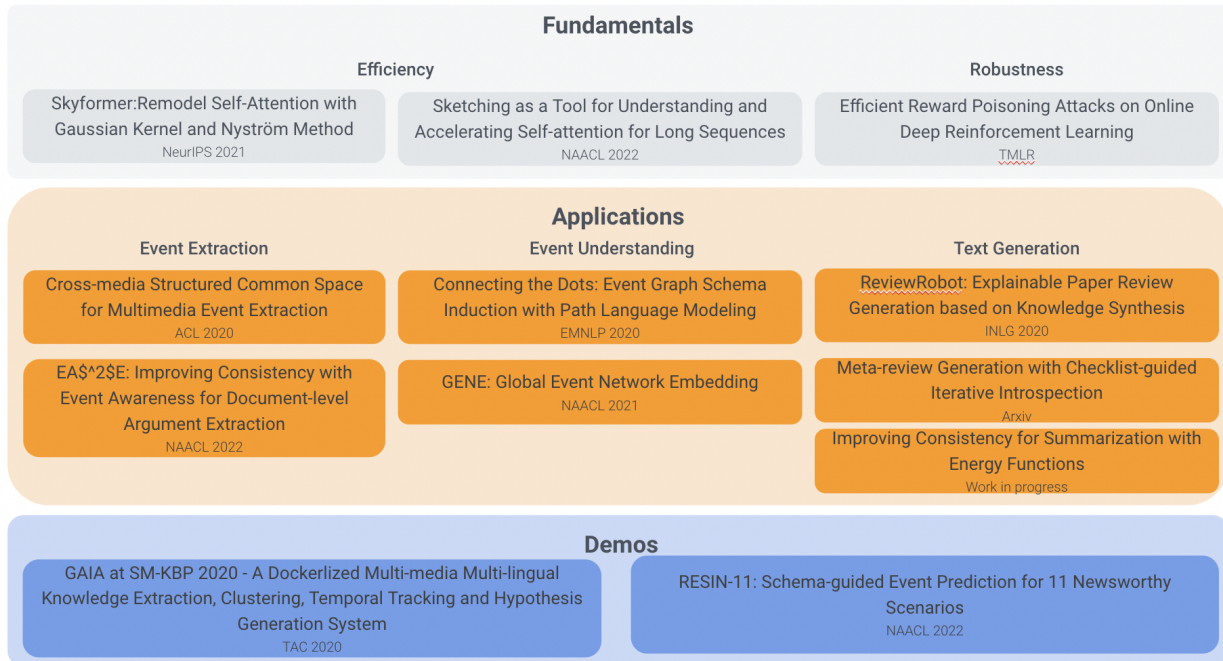 Fundamentals
Efficiency
Robustness
Skyformer:Remodel Self-Attention with
Gaussian Kernel and Nyström Method
NeurIPS 2021
Sketching as a Tool for Understanding and
Accelerating Self-attention for Long Sequences
NAACL 2022
Efficient Reward Poisoning Attacks on Online
Deep Reinforcement Learning
TMLR
Applications
Event Extraction
Event Understanding
Text Generation
Cross-media Structured Common Space
for Multimedia Event Extraction
ACL 2020
Connecting the Dots: Event Graph Schema
Induction with Path Language Modeling
EMNLP 2020
ReviewRobot: Explainable Paper Review
Generation based on Knowledge Synthesis
INLG 2020
EA$^2$E: Improving Consistency with
Event Awareness for Document-level
Argument Extraction
NAACL 2022
GENE: Global Event Network Embedding
NAACL 2021
Meta-review Generation with Checklist-guided
Iterative Introspection
Arxiv
Improving Consistency for Summarization with
Energy Functions
Work in progress
Demos
GAIA at SM-KBP 2020 - A Dockerlized Multi-media Multi-lingual
Knowledge Extraction, Clustering, Temporal Tracking and Hypothesis
Generation System
TAC 2020
RESIN-11: Schema-guided Event Prediction for 11 Newsworthy
Scenarios
NAACL 2022